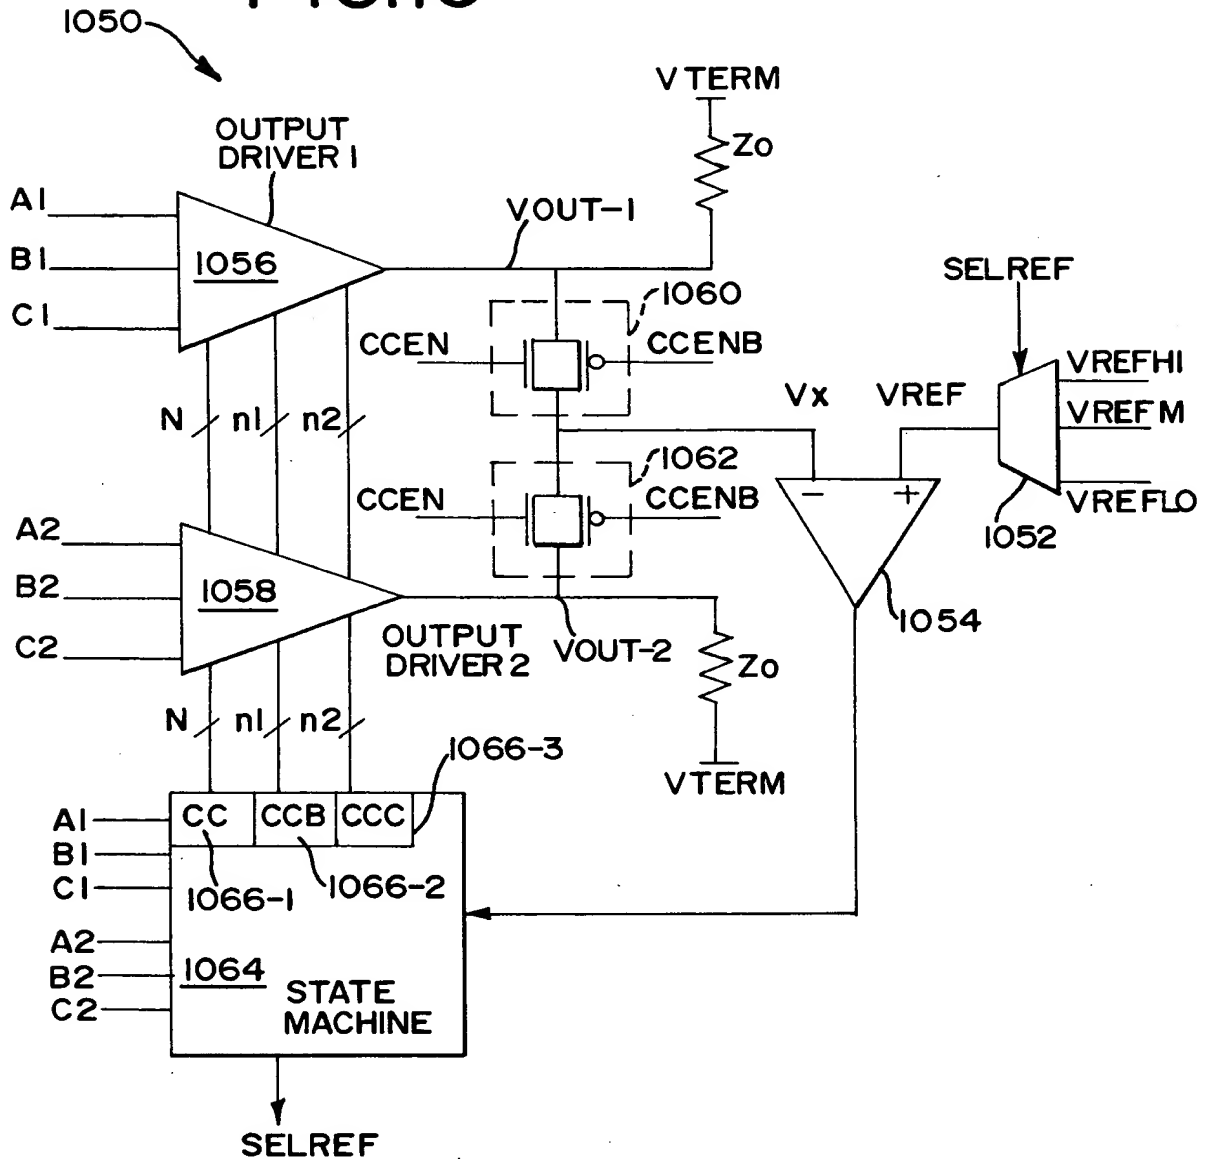 1050
OUTPUT
DRIVER 1
V TERM
Zo
A1
B1
C1
1056
VOUT-1
1060
CCEN
CCENB
SELREF
VREFHI
VREFM
VREFLO
1052
N
n1
n2
Vx
VREF
-
+
1054
1062
CCEN
CCENB
A2
B2
C2
1058
OUTPUT
DRIVER 2
VOUT-2
Zo
VTERM
N
n1
n2
1066-3
CC
CCB
CCC
1066-1
1066-2
A1
B1
C1
A2
B2
C2
1064
STATE
MACHINE
SELREF